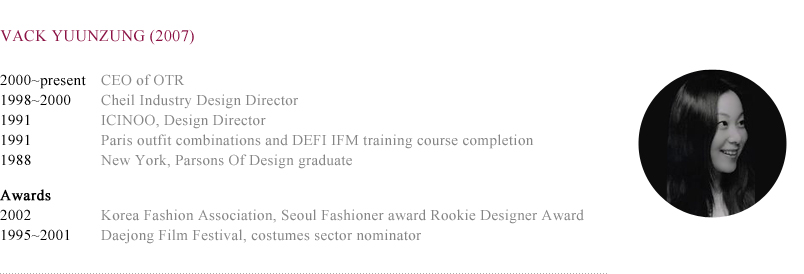 VACK YUUNZUNG (2007)
2000~present CEO of OTR
1998~2000 Cheil Industry Design Director
1991 ICINOO, Design Director
1991 Paris outfit combinations and DEFI IFM training course completion
1988 New York, Parsons Of Design graduate
Awards
2002 Korea Fashion Association, Seoul Fashioner award Rookie Designer Award
1995~2001 Daejong Film Festival, costumes sector nominator